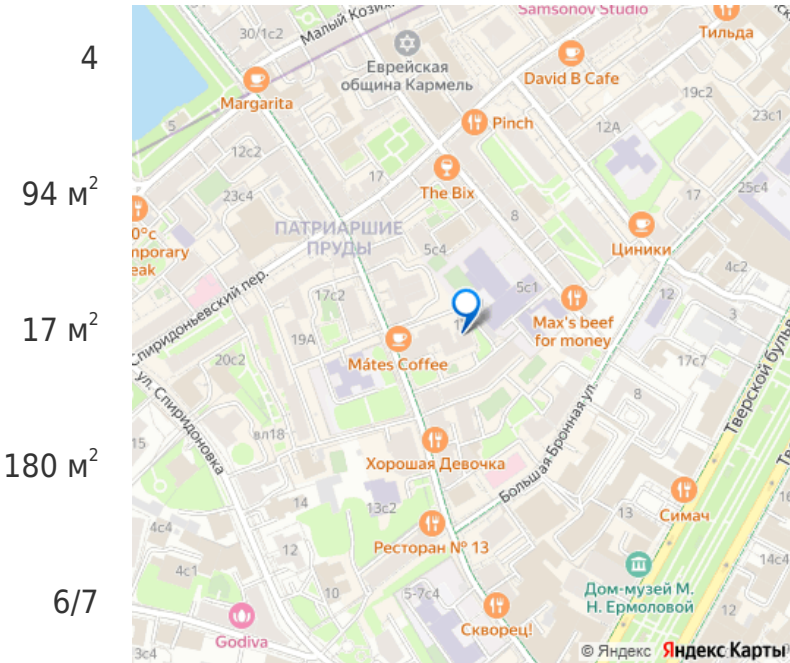 4
94 м²
17 м²
180 м²
6/7
Samsonov Studio
Малый Козих
30/1с2
Тильда
Еврейская
община Кармель
David B Cafe
Margarita
19с2
23с1
5
Pinch
12А
12с2
17
The Bix
17
25с4
23с4
8
ПАТРИАРШИЕ
ПРУДЫ
0°с
mporary
eak
5с4
Циники
4с2
Спиридоньевский пер.
17с2
5с1
12
3
19А
Max's beef
for money
Mátes Coffee
20с2
17с7
ул. Спиридоновка
8
Тверской бульв
15
вл18
Хорошая Девочка
Большая Бронная ул.
14
13с2
13
Симач
4с4
Ресторан № 13
12
14с4
4с1
10
5-7с4
Дом-музей М.
Н. Ермоловой
12
Скворец!
Godiva
3с4
© Яндекс Яндекс Карты